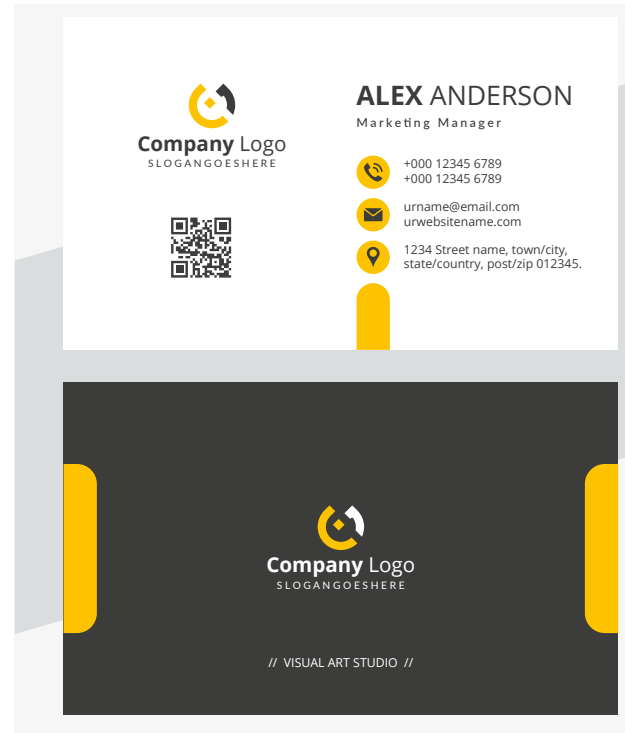 Company Logo
SLOGANGOESHERE
ALEX ANDERSON
Marketing Manager
+000 12345 6789
+000 12345 6789
urname@email.com
urwebsitename.com
1234 Street name, town/city,
state/country, post/zip 012345.
Company Logo
SLOGANGOESHERE
// VISUAL ART STUDIO //